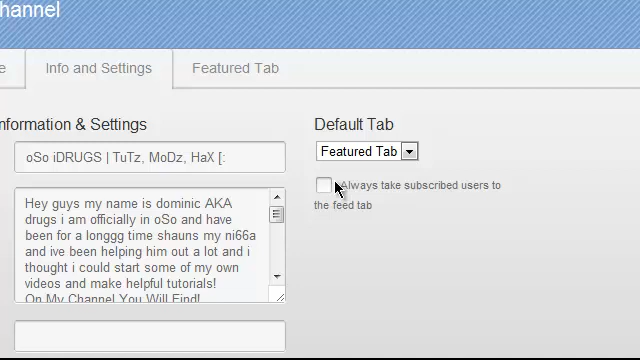 hannel
e Info and Settings Featured Tab
nformation & Settings Default Tab
oSo iDRUGS | TuTz, MoDz, HaX [: Featured Tab
Always take subscribed users to
the feed tab
Hey guys my name is dominic AKA
drugs i am officially in oSo and have
been for a longgg time shauns my ni66a
and ive been helping him out a lot and i
thought i could start some of my own
videos and make helpful tutorials!
On My Channel You Will Find!